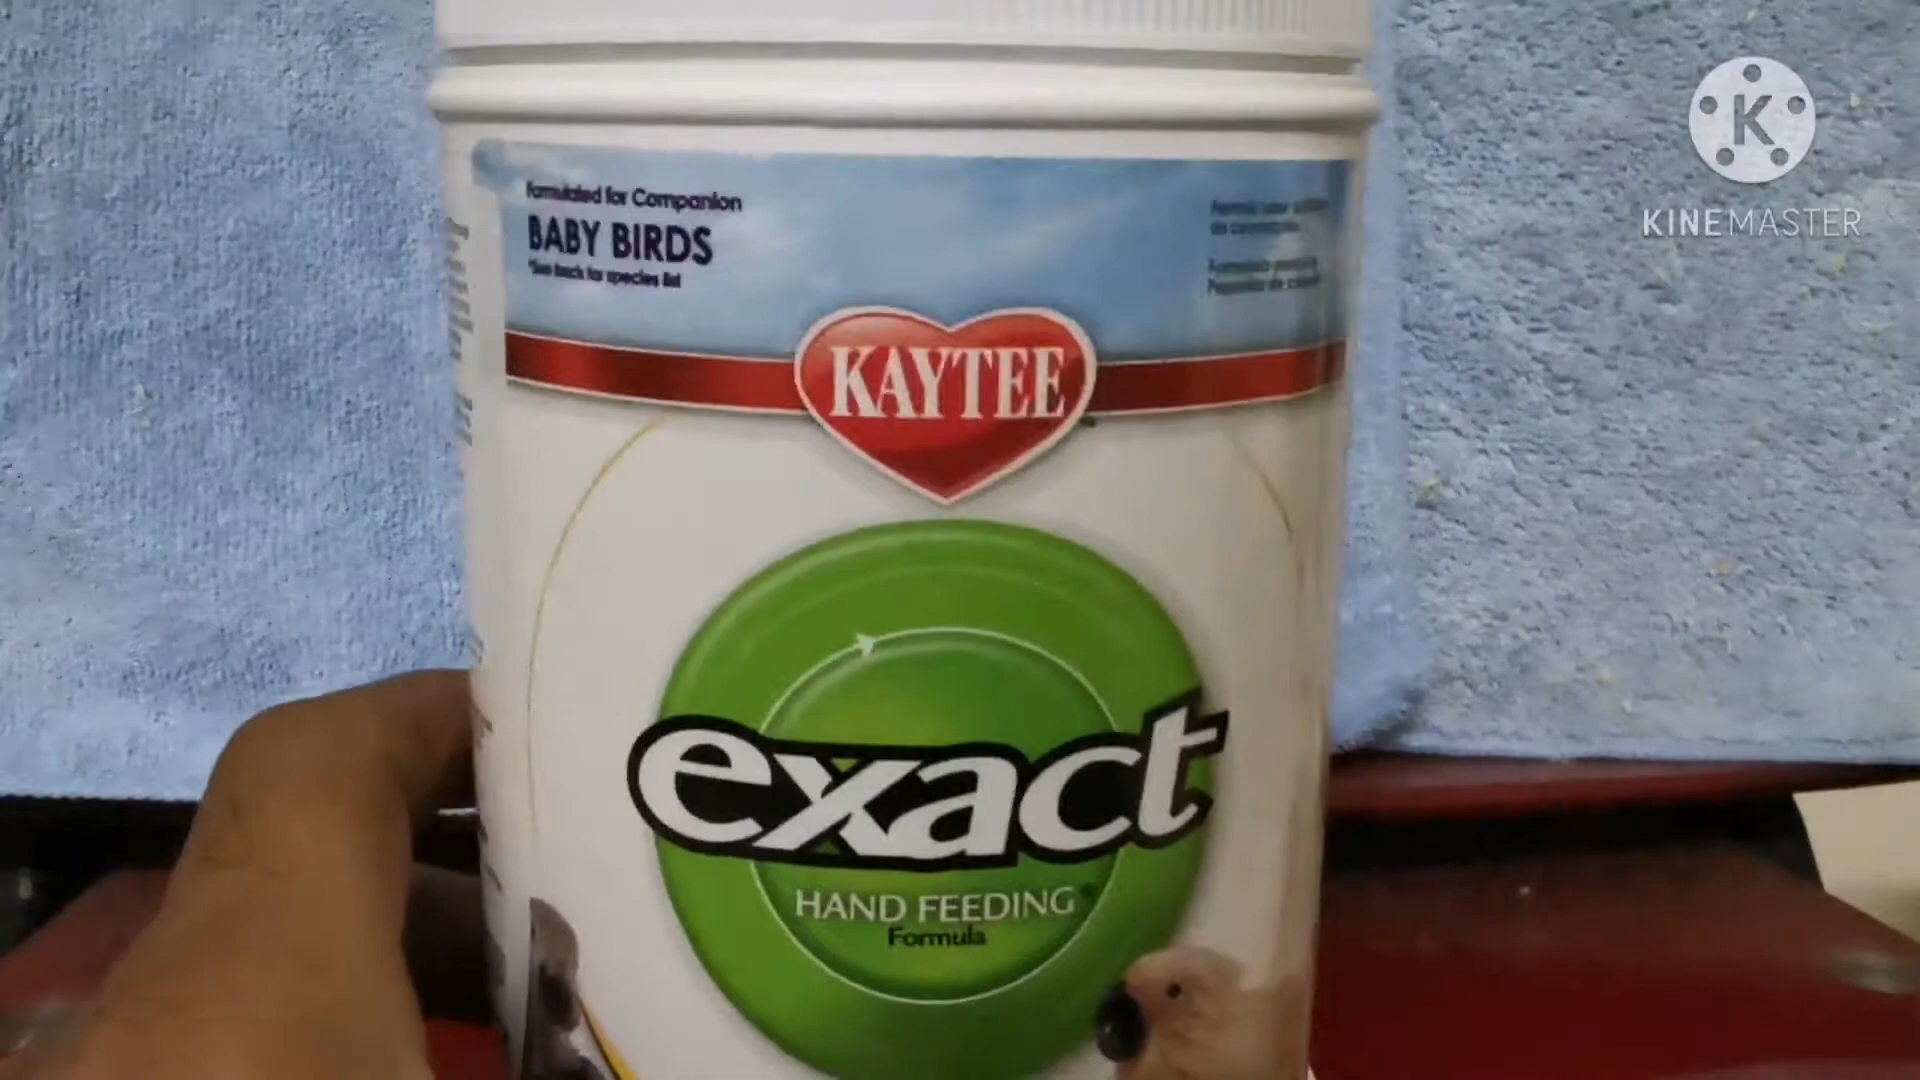 Formulated for Companion
BABY BIRDS
*See back for species list
KAYTEE
exact
HAND FEEDING
Formula
K
KINEMASTER